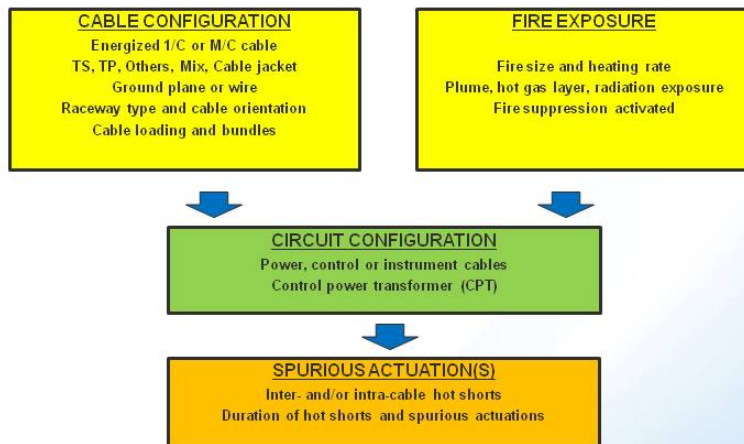 CABLE CONFIGURATION
Energized 1/C or M/C cable
TS, TP, Others, Mix, Cable jacket
Ground plane or wire
Raceway type and cable orientation
Cable loading and bundles
FIRE EXPOSURE
Fire size and heating rate
Plume, hot gas layer, radiation exposure
Fire suppression activated
CIRCUIT CONFIGURATION
Power, control or instrument cables
Control power transformer (CPT)
SPURIOUS ACTUATION(S)
Inter- and/or intra-cable hot shorts
Duration of hot shorts and spurious actuations